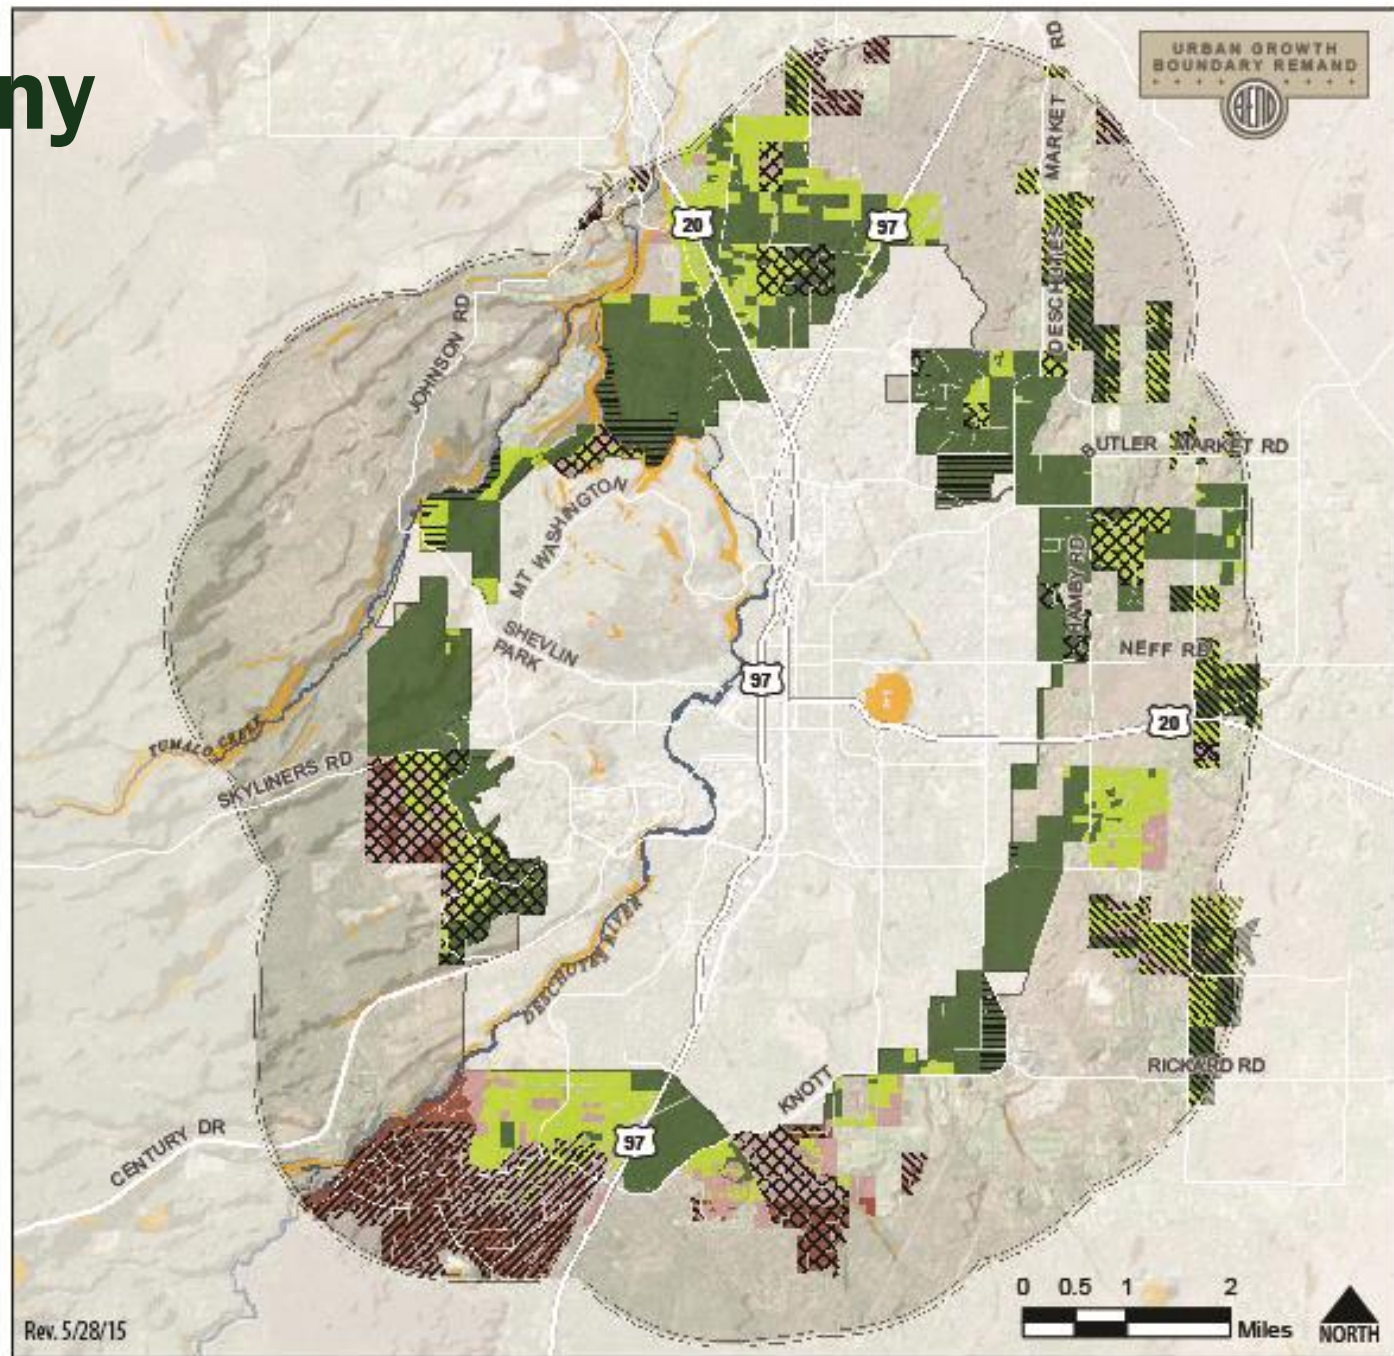 ny
URBAN GROWTH
BOUNDARY REMAND
BEND
DESCHUTES MARKET RD
20
97
JOHNSON RD
BUTLER MARKET RD
MT WASHINGTON
HAMBY RD
SHEVLIN
PARK
NEFF RD
97
20
TUMALO CREEK
SKYLINERS RD
DESCHUTES RIVER
RICKARD RD
KNOTT
CENTURY DR
97
0 0.5 1 2
Miles
NORTH
Rev. 5/28/15